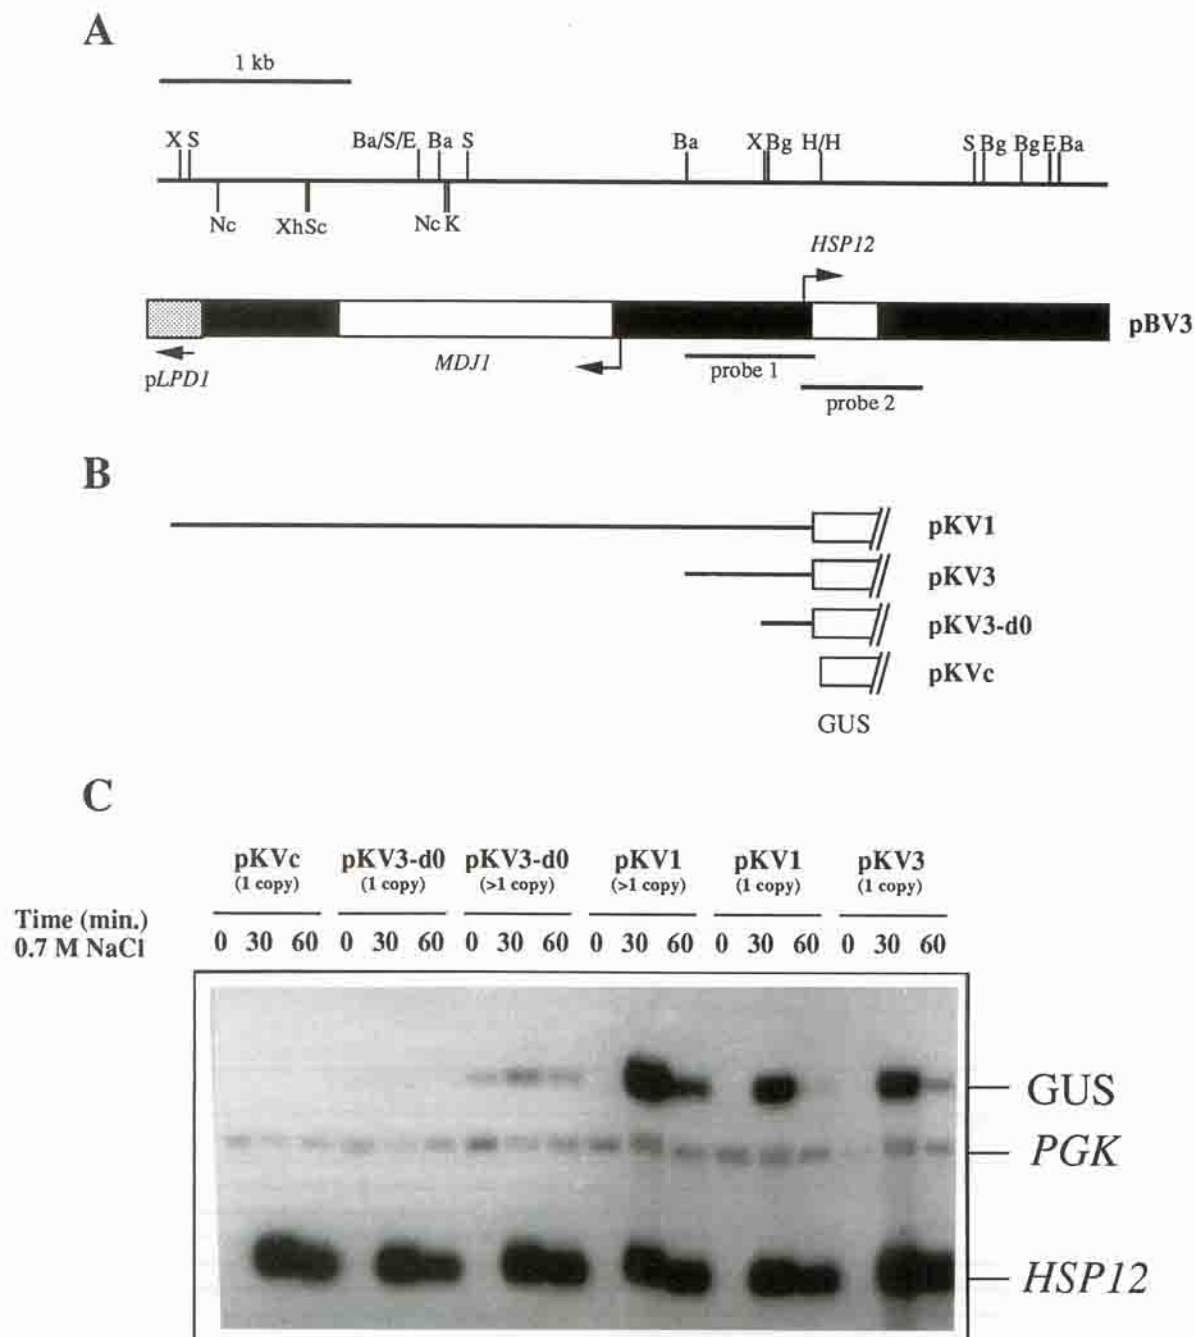 A
1 kb
X S Ba/S/E Ba S Ba X Bg H/H S Bg Bg E Ba
Nc XhSc Nc K
HSP12
pBV3
pLPD1 MDJ1 probe 1
probe 2
B
pKV1
pKV3
pKV3-d0
pKVc
GUS
C
pKVc pKV3-d0 pKV3-d0 pKV1 pKV1 pKV3
(1 copy) (1 copy) (>1 copy) (>1 copy) (1 copy) (1 copy)
Time (min.)
0.7 M NaCl 0 30 60 0 30 60 0 30 60 0 30 60 0 30 60 0 30 60
GUS
PGK
HSP12